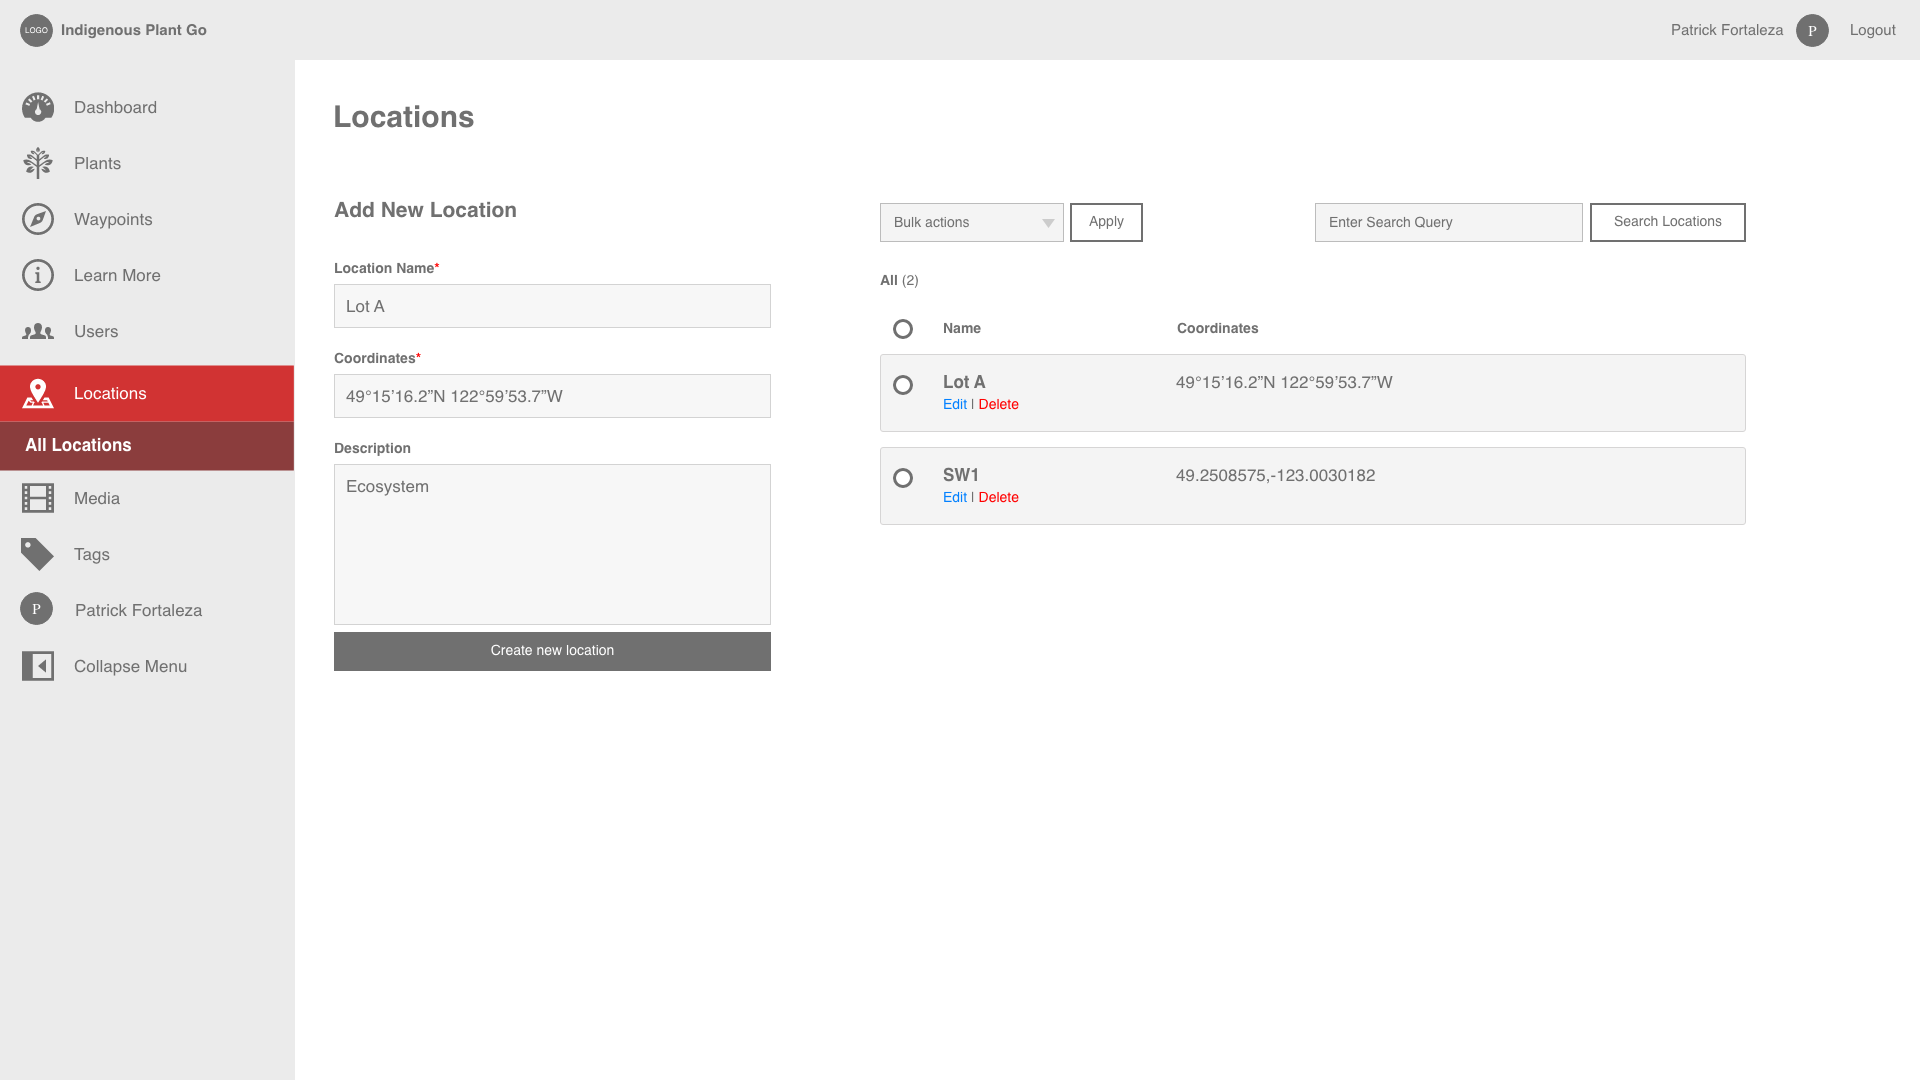 LOGO Indigenous Plant Go
Patrick Fortaleza P Logout
Dashboard
Plants
Waypoints
Learn More
Users
Locations
All Locations
Media
Tags
P Patrick Fortaleza
Collapse Menu
Locations
Add New Location
Location Name*
Lot A
Coordinates*
49°15’16.2”N 122°59’53.7”W
Description
Ecosystem
Create new location
Bulk actions Apply
Enter Search Query Search Locations
All (2)
Name Coordinates
Lot A 49°15’16.2”N 122°59’53.7”W
Edit | Delete
SW1 49.2508575,-123.0030182
Edit | Delete